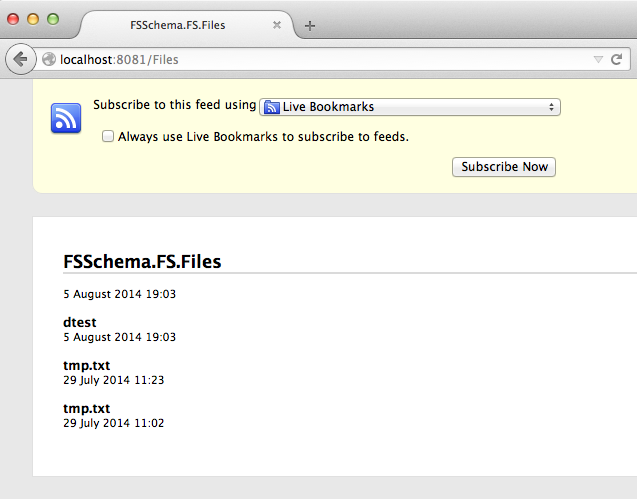 FSSchema.FS.Files
localhost:8081/Files
Subscribe to this feed using Live Bookmarks
Always use Live Bookmarks to subscribe to feeds.
Subscribe Now
FSSchema.FS.Files
5 August 2014 19:03
dtest
5 August 2014 19:03
tmp.txt
29 July 2014 11:23
tmp.txt
29 July 2014 11:02